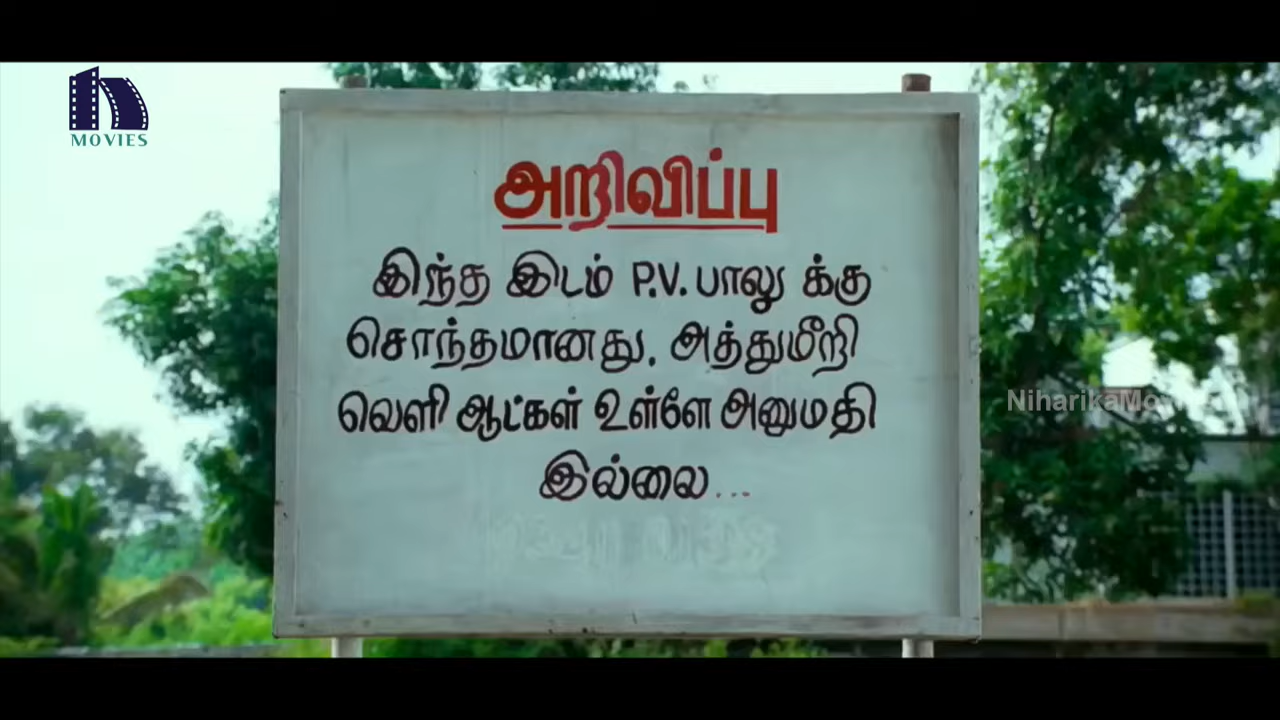 MOVIES
அறிவிப்பு
இந்த இடம் P.V. பாலு க்கு
சொந்தமானது. அத்துமீறி
வெளி ஆட்கள் உள்ளே அனுமதி
இல்லை...